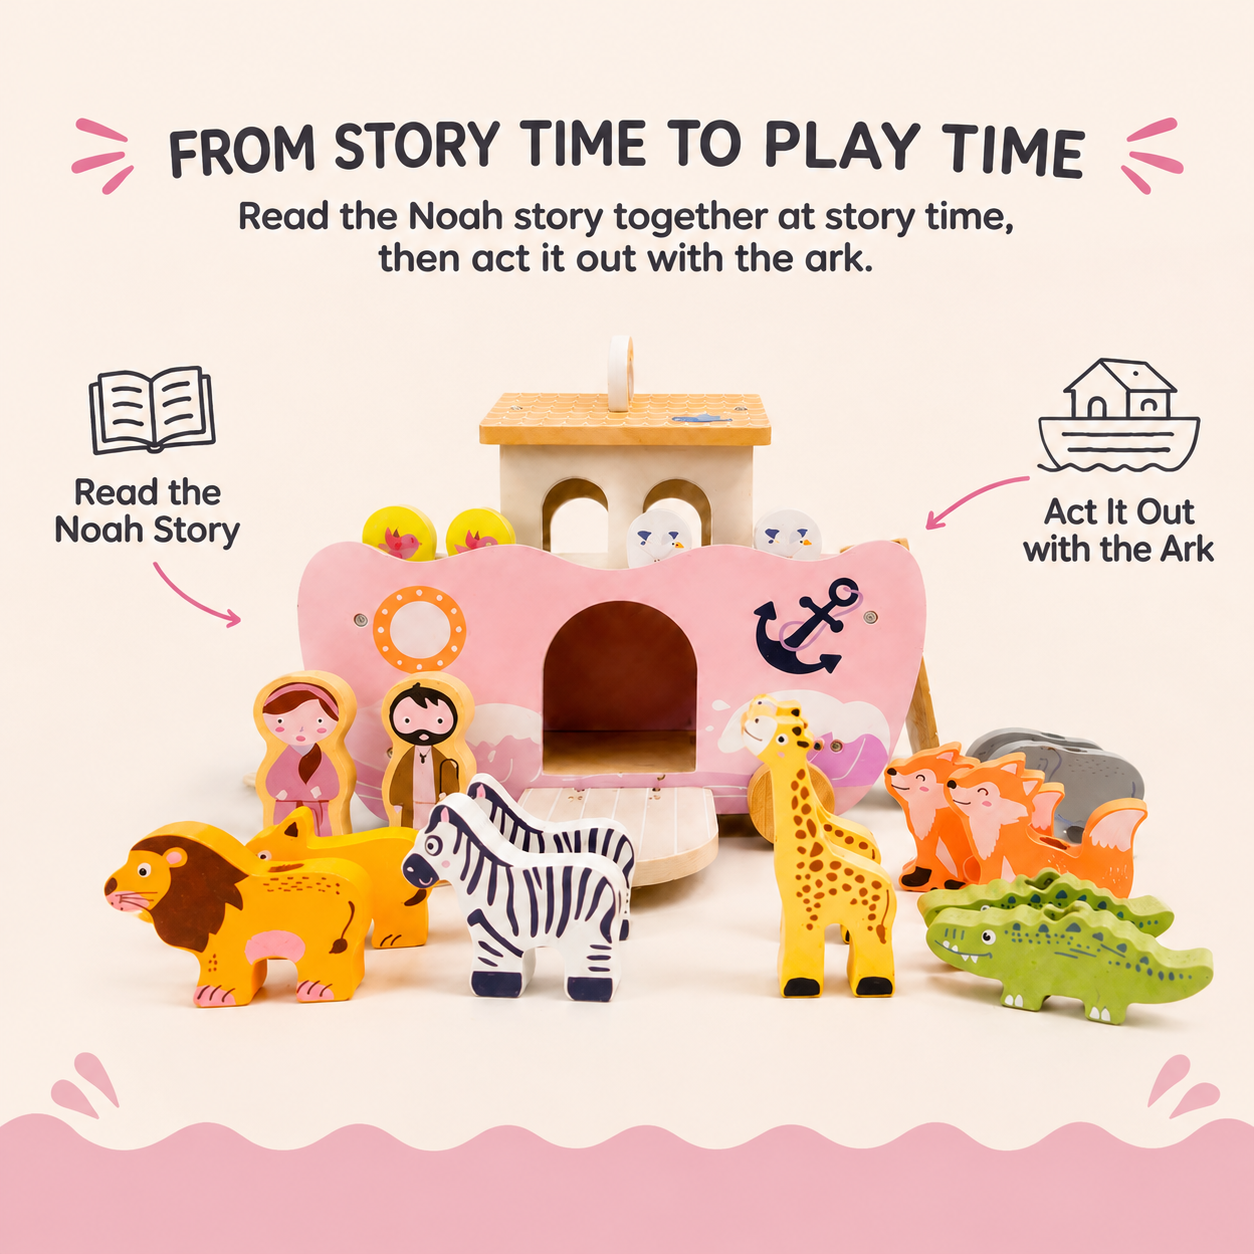 FROM STORY TIME TO PLAY TIME
Read the Noah story together at story time,
then act it out with the ark.
Read the
Noah Story
Act It Out
with the Ark